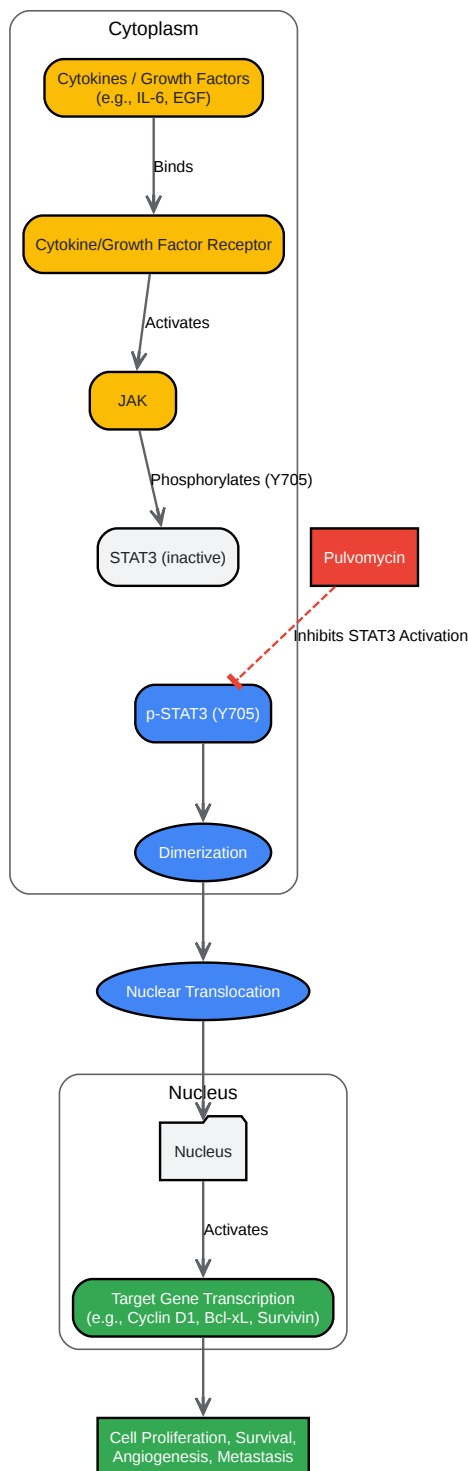 Cytoplasm
Cytokines / Growth Factors
(e.g., IL-6, EGF)
Binds
Cytokine/Growth Factor Receptor
Activates
JAK
Phosphorylates (Y705)
STAT3 (inactive)
Pulvomycin
Inhibits STAT3 Activation
p-STAT3 (Y705)
Dimerization
Nuclear Translocation
Nucleus
Nucleus
Activates
Target Gene Transcription
(e.g., Cyclin D1, Bcl-xL, Survivin)
Cell Proliferation, Survival,
Angiogenesis, Metastasis